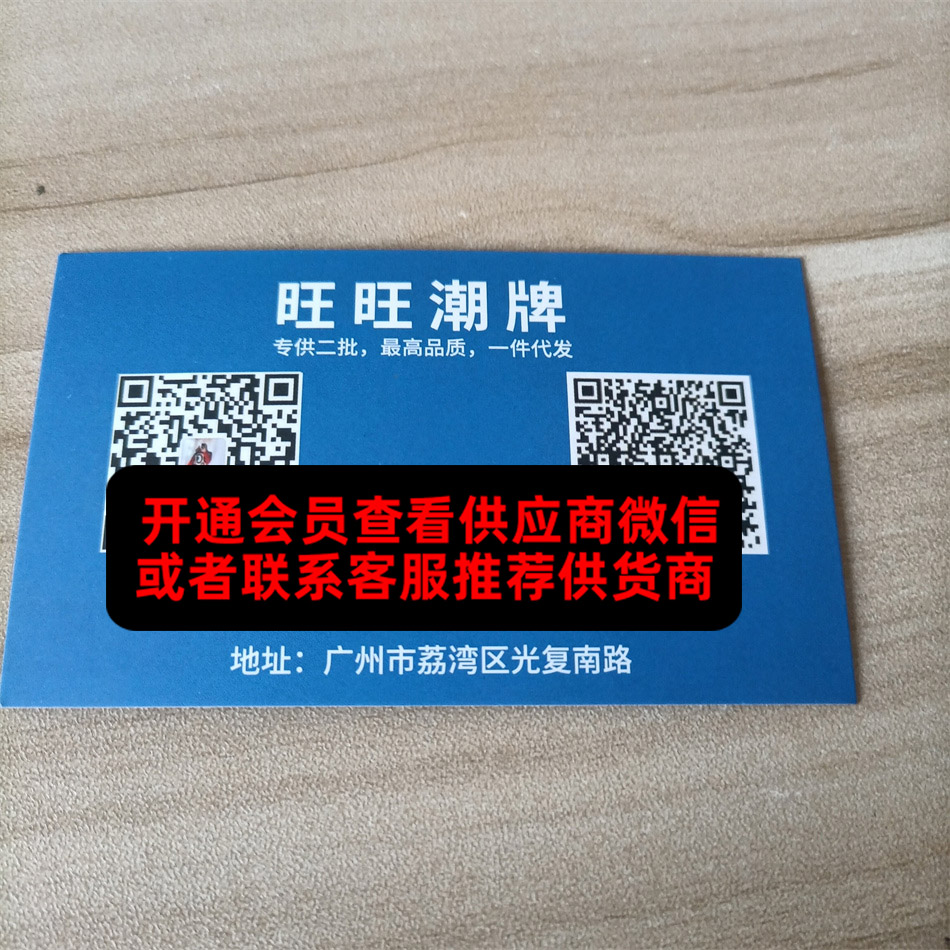 旺旺潮牌
专供二批，最高品质，一件代发
开通会员查看供应商微信
或者联系客服推荐供货商
地址：广州市荔湾区光复南路